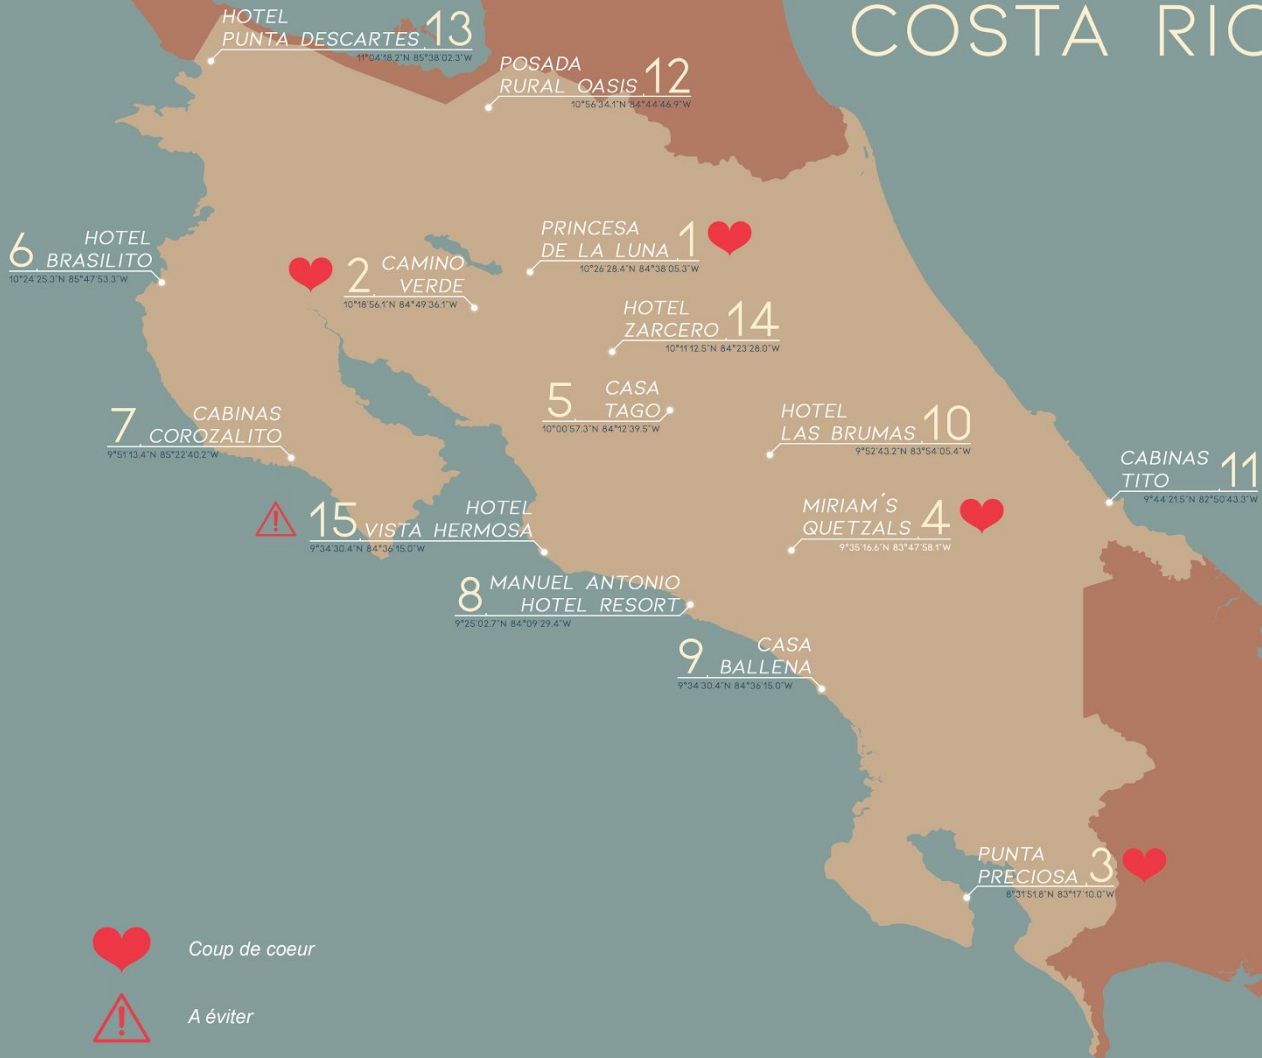 COSTA RIC
HOTEL
PUNTA DESCARTES 13
11°04'18.2"N 85°38'02.3"W
POSADA
RURAL OASIS 12
10°56'34.1"N 84°44'46.9"W
PRINCESA
DE LA LUNA 1
10°26'28.4"N 84°38'05.3"W
6 HOTEL
BRASILITO
10°24'25.3"N 85°47'53.3"W
2 CAMINO
VERDE
10°18'56.1"N 84°49'36.1"W
HOTEL
ZARCERO 14
10°11'12.5"N 84°23'28.0"W
5 CASA
TAGO
10°00'57.3"N 84°12'39.5"W
7 CABINAS
COROZALITO
9°51'13.4"N 85°22'40.2"W
HOTEL
LAS BRUMAS 10
9°52'43.2"N 83°54'05.4"W
CABINAS
TITO 11
9°44'21.5"N 82°50'43.3"W
15 HOTEL
VISTA HERMOSA
9°34'30.4"N 84°36'15.0"W
MIRIAM´S
QUETZALS 4
9°35'16.6"N 83°47'58.1"W
8 MANUEL ANTONIO
HOTEL RESORT
9°25'02.7"N 84°09'29.4"W
9 CASA
BALLENA
9°34'30.4"N 84°36'15.0"W
PUNTA
PRECIOSA 3
8°31'51.8"N 83°17'10.0"W
Coup de coeur
A éviter